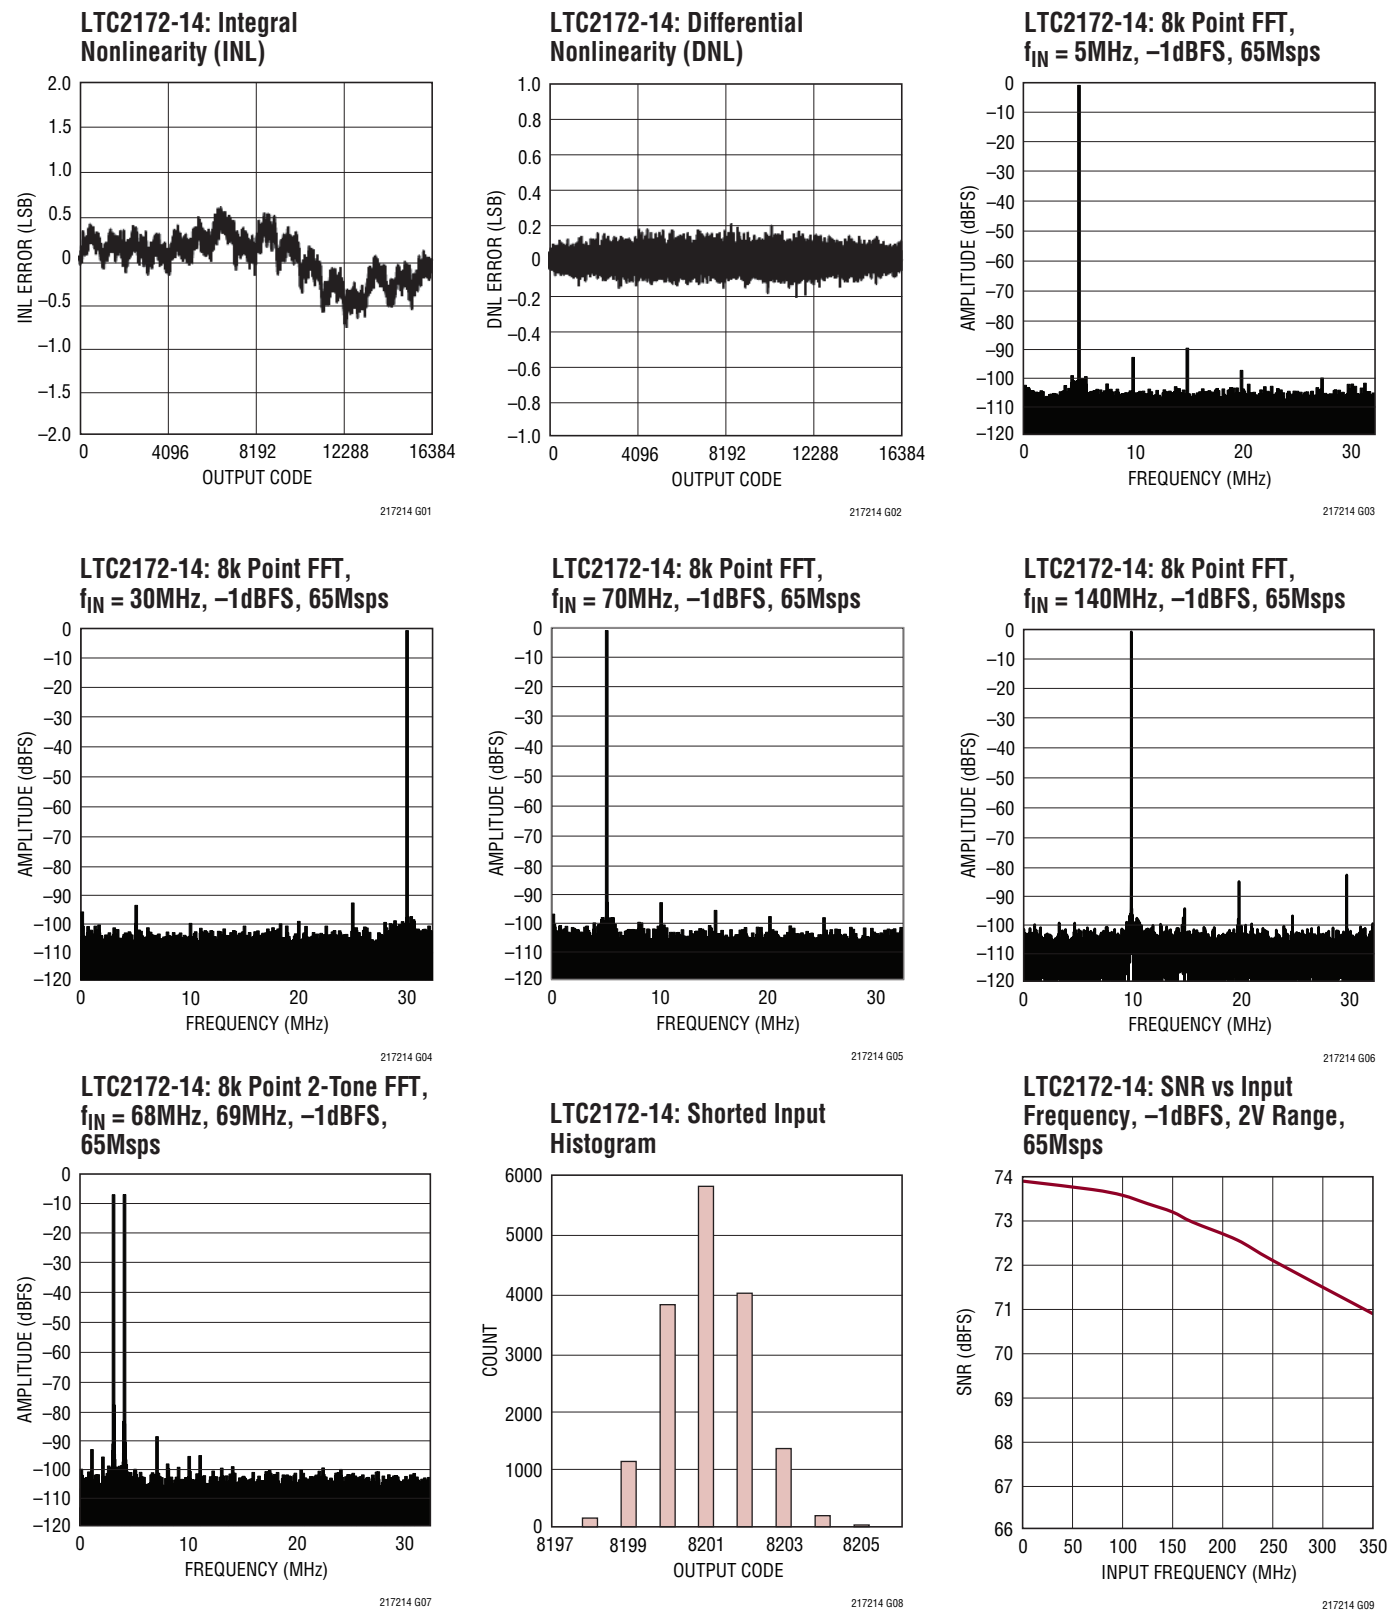 LTC2172-14: Integral
Nonlinearity (INL)
2.0
1.5
1.0
0.5
0
–0.5
–1.0
–1.5
–2.0
INL ERROR (LSB)
0 4096 8192 12288 16384
OUTPUT CODE
217214 G01
LTC2172-14: Differential
Nonlinearity (DNL)
1.0
0.8
0.6
0.4
0.2
0
–0.2
–0.4
–0.6
–0.8
–1.0
DNL ERROR (LSB)
0 4096 8192 12288 16384
OUTPUT CODE
217214 G02
LTC2172-14: 8k Point FFT,
fIN = 5MHz, –1dBFS, 65Msps
0
–10
–20
–30
–40
–50
–60
–70
–80
–90
–100
–110
–120
AMPLITUDE (dBFS)
0 10 20 30
FREQUENCY (MHz)
217214 G03
LTC2172-14: 8k Point FFT,
fIN = 30MHz, –1dBFS, 65Msps
0
–10
–20
–30
–40
–50
–60
–70
–80
–90
–100
–110
–120
AMPLITUDE (dBFS)
0 10 20 30
FREQUENCY (MHz)
217214 G04
LTC2172-14: 8k Point FFT,
fIN = 70MHz, –1dBFS, 65Msps
0
–10
–20
–30
–40
–50
–60
–70
–80
–90
–100
–110
–120
AMPLITUDE (dBFS)
0 10 20 30
FREQUENCY (MHz)
217214 G05
LTC2172-14: 8k Point FFT,
fIN = 140MHz, –1dBFS, 65Msps
0
–10
–20
–30
–40
–50
–60
–70
–80
–90
–100
–110
–120
AMPLITUDE (dBFS)
0 10 20 30
FREQUENCY (MHz)
217214 G06
LTC2172-14: 8k Point 2-Tone FFT,
fIN = 68MHz, 69MHz, –1dBFS,
65Msps
0
–10
–20
–30
–40
–50
–60
–70
–80
–90
–100
–110
–120
AMPLITUDE (dBFS)
0 10 20 30
FREQUENCY (MHz)
217214 G07
LTC2172-14: Shorted Input
Histogram
6000
5000
4000
3000
2000
1000
0
COUNT
8197 8199 8201 8203 8205
OUTPUT CODE
217214 G08
LTC2172-14: SNR vs Input
Frequency, –1dBFS, 2V Range,
65Msps
74
73
72
71
70
69
68
67
66
SNR (dBFS)
0 50 100 150 200 250 300 350
INPUT FREQUENCY (MHz)
217214 G09